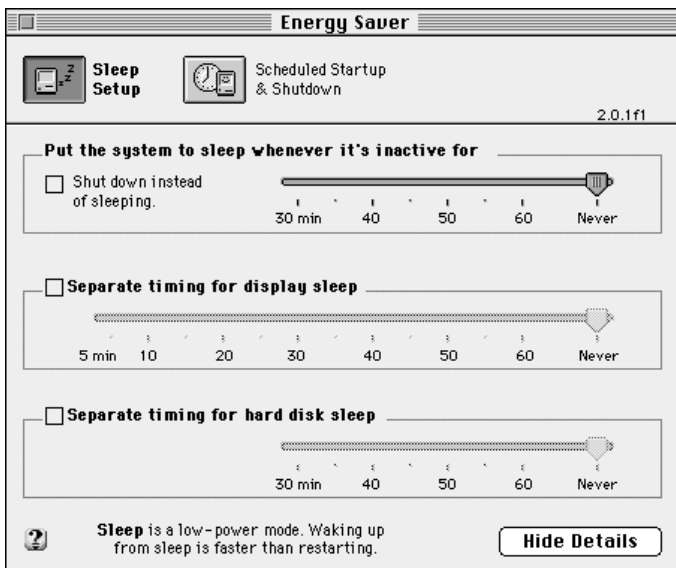 Energy Saver
Sleep
Setup
Scheduled Startup
& Shutdown
2.0.1f1
Put the system to sleep whenever it's inactive for
Shut down instead
of sleeping.
30 min 40 50 60 Never
Separate timing for display sleep
5 min 10 20 30 40 50 60 Never
Separate timing for hard disk sleep
30 min 40 50 60 Never
Sleep is a low-power mode. Waking up
from sleep is faster than restarting.
Hide Details